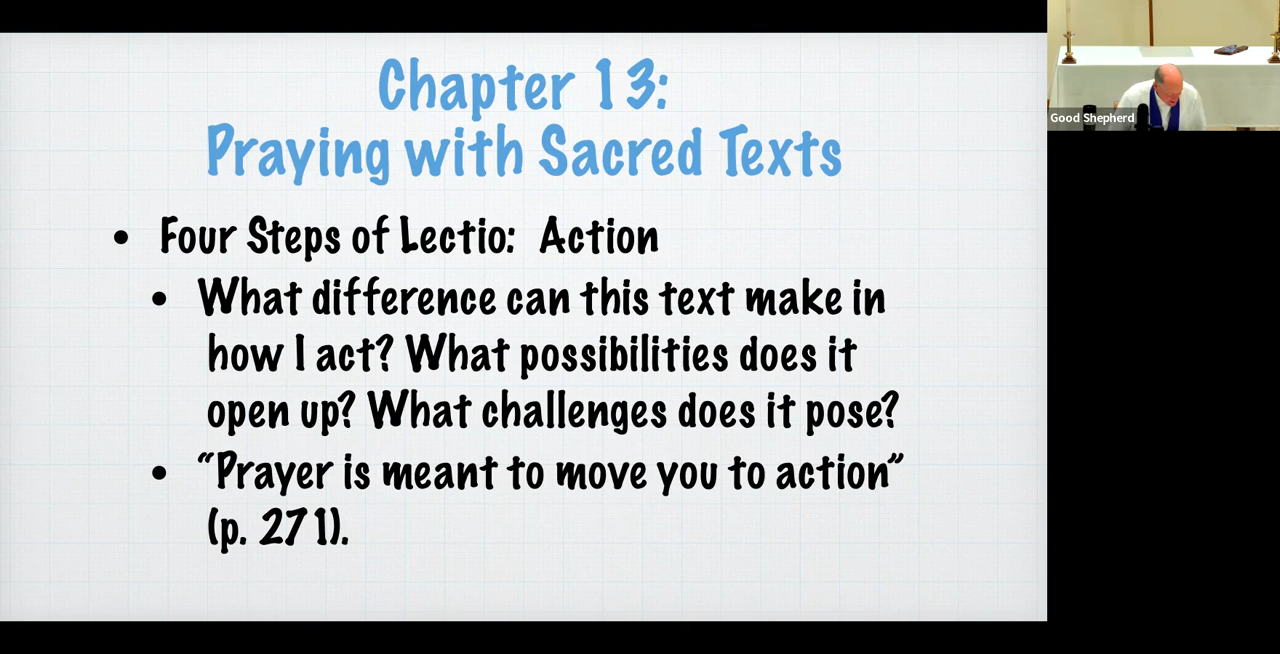 Chapter 13:
Praying with Sacred Texts
• Four Steps of Lectio: Action
• What difference can this text make in
how I act? What possibilities does it
open up? What challenges does it pose?
• “Prayer is meant to move you to action”
(p. 271).
Good Shepherd